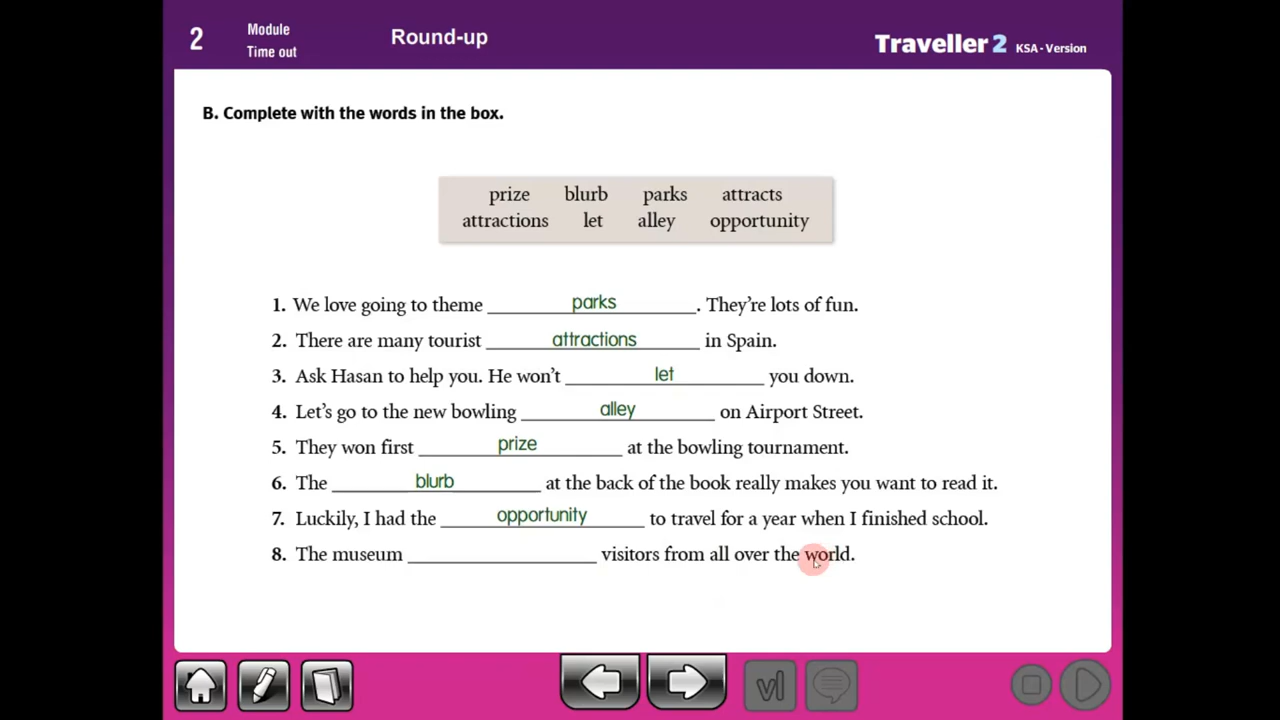 2
Module
Time out
Round-up
Traveller 2 KSA - Version
B. Complete with the words in the box.
prize blurb parks attracts
attractions let alley opportunity
1. We love going to theme parks. They're lots of fun.
2. There are many tourist attractions in Spain.
3. Ask Hasan to help you. He won't let you down.
4. Let's go to the new bowling alley on Airport Street.
5. They won first prize at the bowling tournament.
6. The blurb at the back of the book really makes you want to read it.
7. Luckily, I had the opportunity to travel for a year when I finished school.
8. The museum ____________ visitors from all over the world.
vl